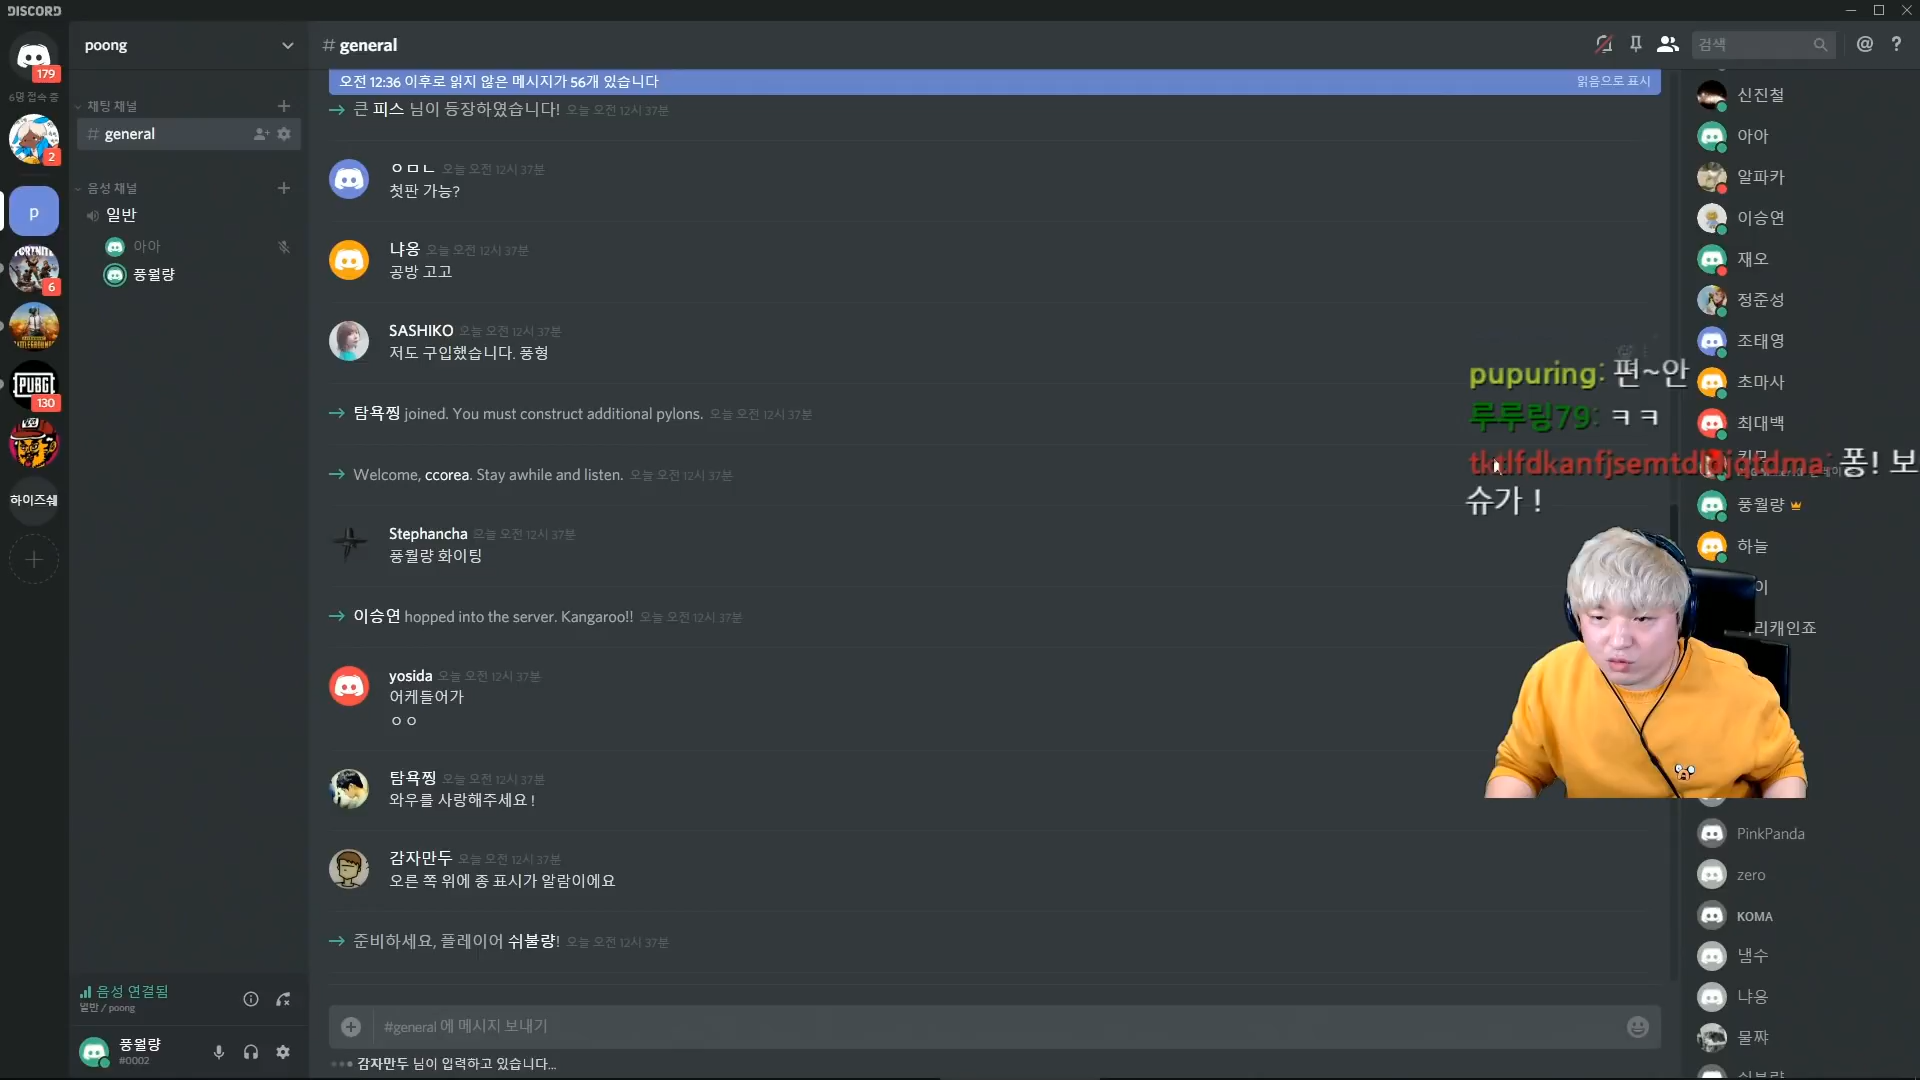 DISCORD
179
6명 접속 중
2
p
FORTNITE
6
BATTLEGROUNDS
PUBG
130
하이즈쉐
+
poong
채팅 채널
# general
음성 채널
일반
아아
풍월량
음성 연결됨
일반 / poong
풍월량
#0002
# general
검색
오전 12:36 이후로 읽지 않은 메시지가 56개 있습니다
읽음으로 표시
큰 피스 님이 등장하였습니다! 오늘 오전 12시 37분
ㅇㅁㄴ 오늘 오전 12시 37분
첫판 가능?
냐옹 오늘 오전 12시 37분
공방 고고
SASHIKO 오늘 오전 12시 37분
저도 구입했습니다. 풍형
탐욕찡 joined. You must construct additional pylons. 오늘 오전 12시 37분
Welcome, ccorea. Stay awhile and listen. 오늘 오전 12시 37분
Stephancha 오늘 오전 12시 37분
풍월량 화이팅
이승연 hopped into the server. Kangaroo!! 오늘 오전 12시 37분
yosida 오늘 오전 12시 37분
어케들어가
ㅇㅇ
탐욕찡 오늘 오전 12시 37분
와우를 사랑해주세요 !
감자만두 오늘 오전 12시 37분
오른 쪽 위에 종 표시가 알람이에요
준비하세요, 플레이어 쉬불량! 오늘 오전 12시 37분
#general 에 메시지 보내기
감자만두 님이 입력하고 있습니다...
pupuring: 편~안
루루링79: ㅋㅋ
퐁! 보
슈가 !
신진철
아아
알파카
이승연
재오
정준성
조태영
초마사
최대백
풍월량
하늘
이
리캐인죠
PinkPanda
zero
KOMA
냄수
냐옹
물쨔
쉬불량